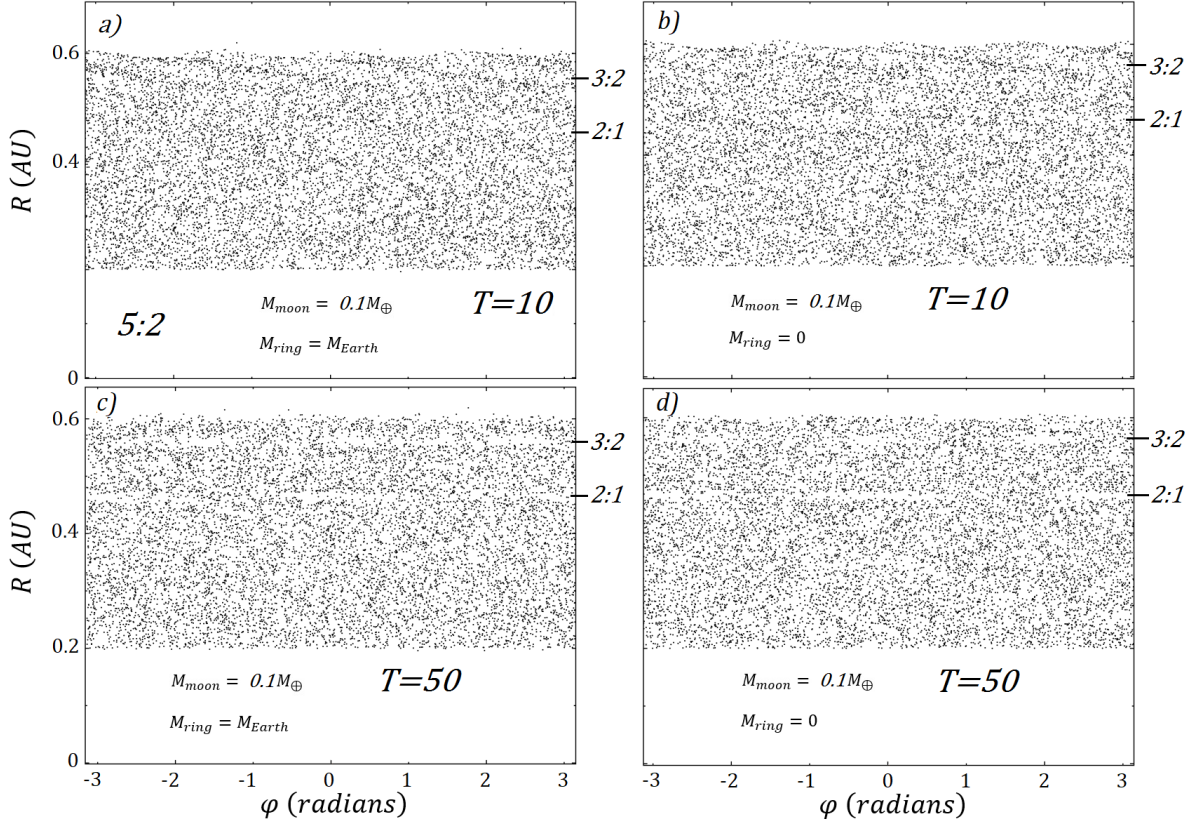 a)
0.6
0.4
0
R (AU)
3:2
2:1
M_moon = 0.1M_⊕
T=10
5:2
M_ring = M_Earth
b)
3:2
2:1
M_moon = 0.1M_⊕
T=10
M_ring = 0
c)
0.6
0.4
0.2
0
R (AU)
3:2
2:1
M_moon = 0.1M_⊕
T=50
M_ring = M_Earth
-3 -2 -1 0 1 2 3
φ (radians)
d)
3:2
2:1
M_moon = 0.1M_⊕
T=50
M_ring = 0
-3 -2 -1 0 1 2 3
φ (radians)